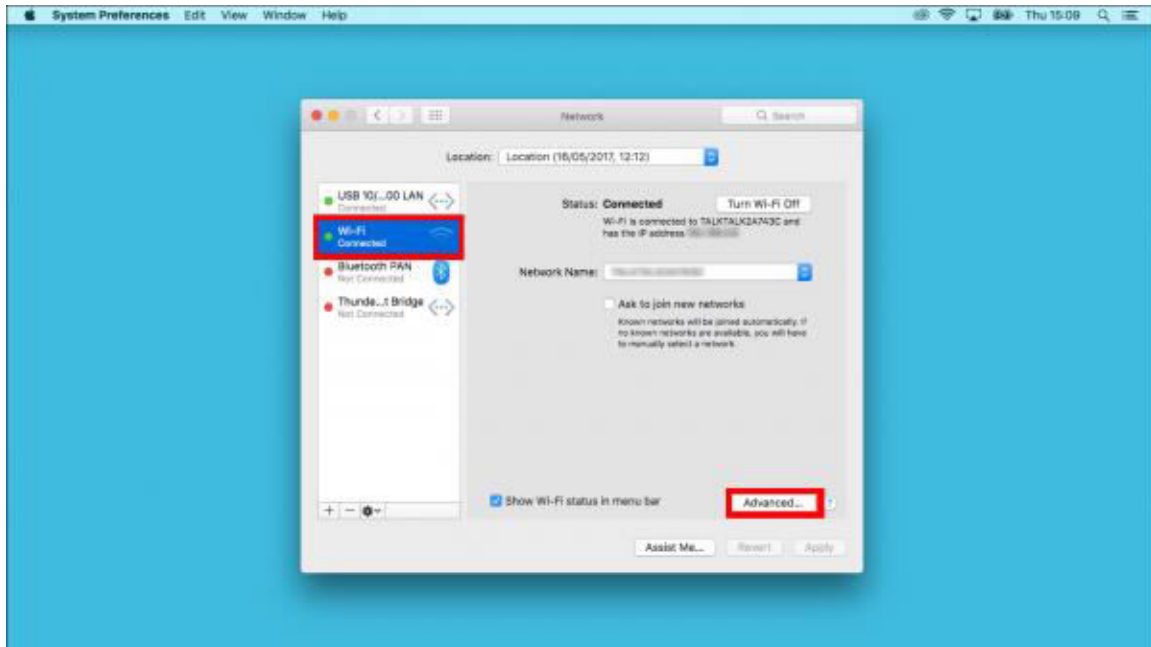 System Preferences Edit View Window Help
Thu 15:09
Network
Search
Location: Location (16/05/2017, 12:12)
USB 10(...00 LAN
Connected
Wi-Fi
Connected
Bluetooth PAN
Not Connected
Thunde...t Bridge
Not Connected
Status: Connected
Turn Wi-Fi Off
Wi-Fi is connected to TALKTALK2A743C and
has the IP address
Network Name:
Ask to join new networks
Known networks will be joined automatically. If
no known networks are available, you will have
to manually select a network.
+ −
Show Wi-Fi status in menu bar
Advanced...
?
Assist Me...
Revert
Apply